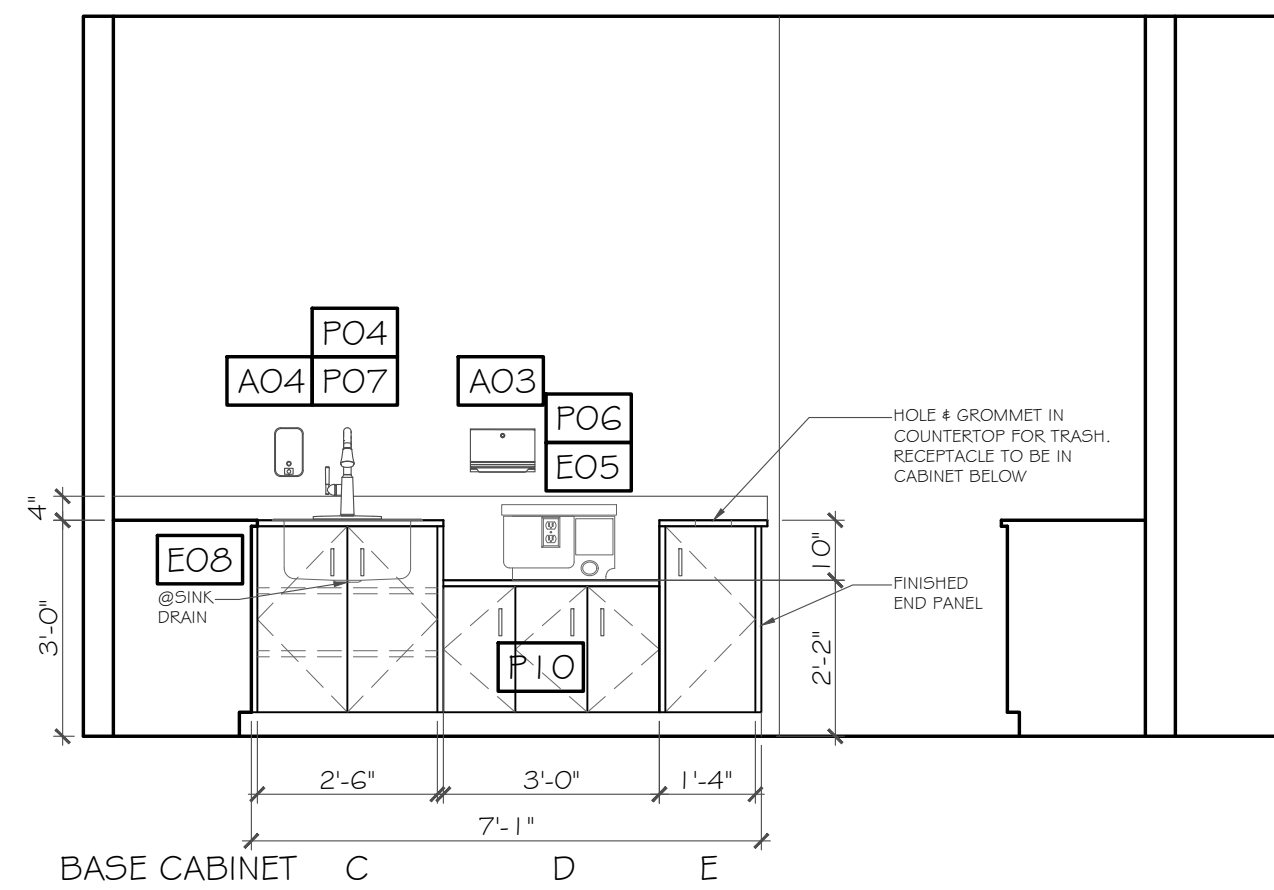 P04
A04 P07
A03
P06
E05
HOLE & GROMMET IN
COUNTERTOP FOR TRASH.
RECEPTACLE TO BE IN
CABINET BELOW
4"
E08
@SINK
DRAIN
10"
FINISHED
END PANEL
3'-0"
2'-2"
P10
2'-6"
3'-0"
1'-4"
7'-1"
BASE CABINET C D E